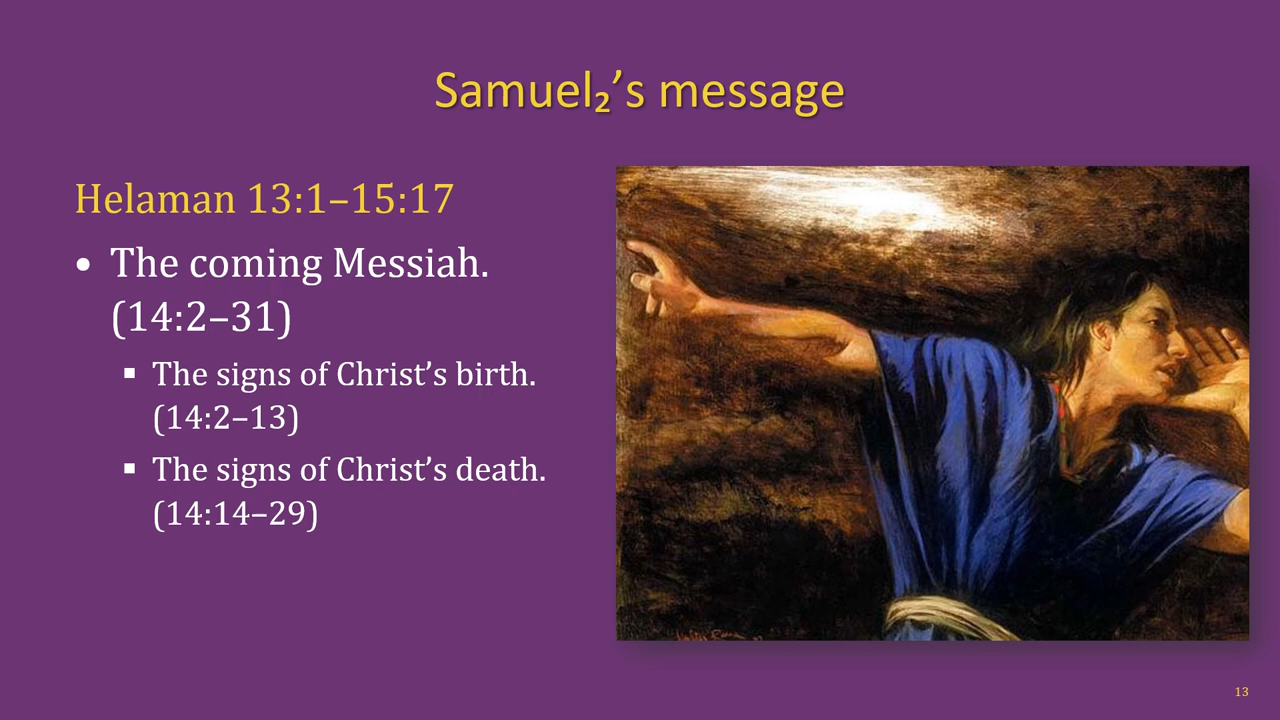 Samuel₂’s message
Helaman 13:1–15:17
• The coming Messiah.
(14:2–31)
▪ The signs of Christ’s birth.
(14:2–13)
▪ The signs of Christ’s death.
(14:14–29)
13